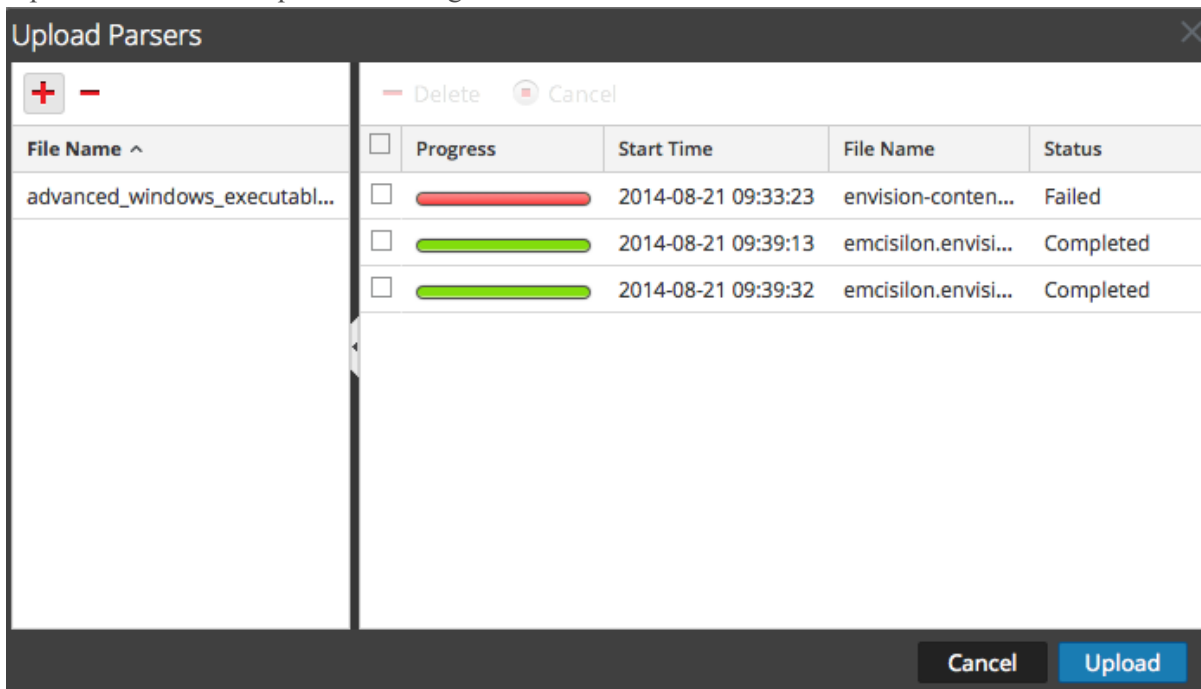 Upload Parsers
Delete Cancel
File Name Progress Start Time File Name Status
advanced_windows_executabl... 2014-08-21 09:33:23 envision-conten... Failed
2014-08-21 09:39:13 emcisilon.envisi... Completed
2014-08-21 09:39:32 emcisilon.envisi... Completed
Cancel Upload